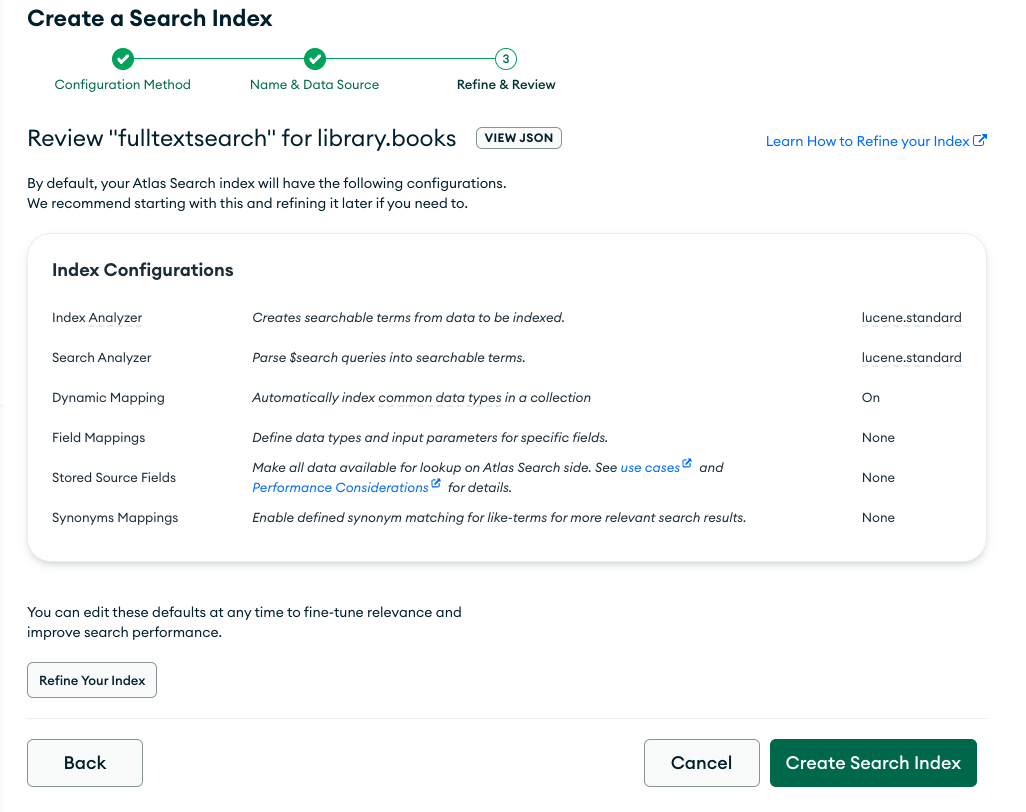 Create a Search Index
3
Configuration Method
Name & Data Source
Refine & Review
Review "fulltextsearch" for library.books
VIEW JSON
Learn How to Refine your Index
By default, your Atlas Search index will have the following configurations.
We recommend starting with this and refining it later if you need to.
Index Configurations
Index Analyzer
Creates searchable terms from data to be indexed.
lucene.standard
Search Analyzer
Parse $search queries into searchable terms.
lucene.standard
Dynamic Mapping
Automatically index common data types in a collection
On
Field Mappings
Define data types and input parameters for specific fields.
None
Stored Source Fields
Make all data available for lookup on Atlas Search side. See use cases and
Performance Considerations for details.
None
Synonyms Mappings
Enable defined synonym matching for like-terms for more relevant search results.
None
You can edit these defaults at any time to fine-tune relevance and
improve search performance.
Refine Your Index
Back
Cancel
Create Search Index